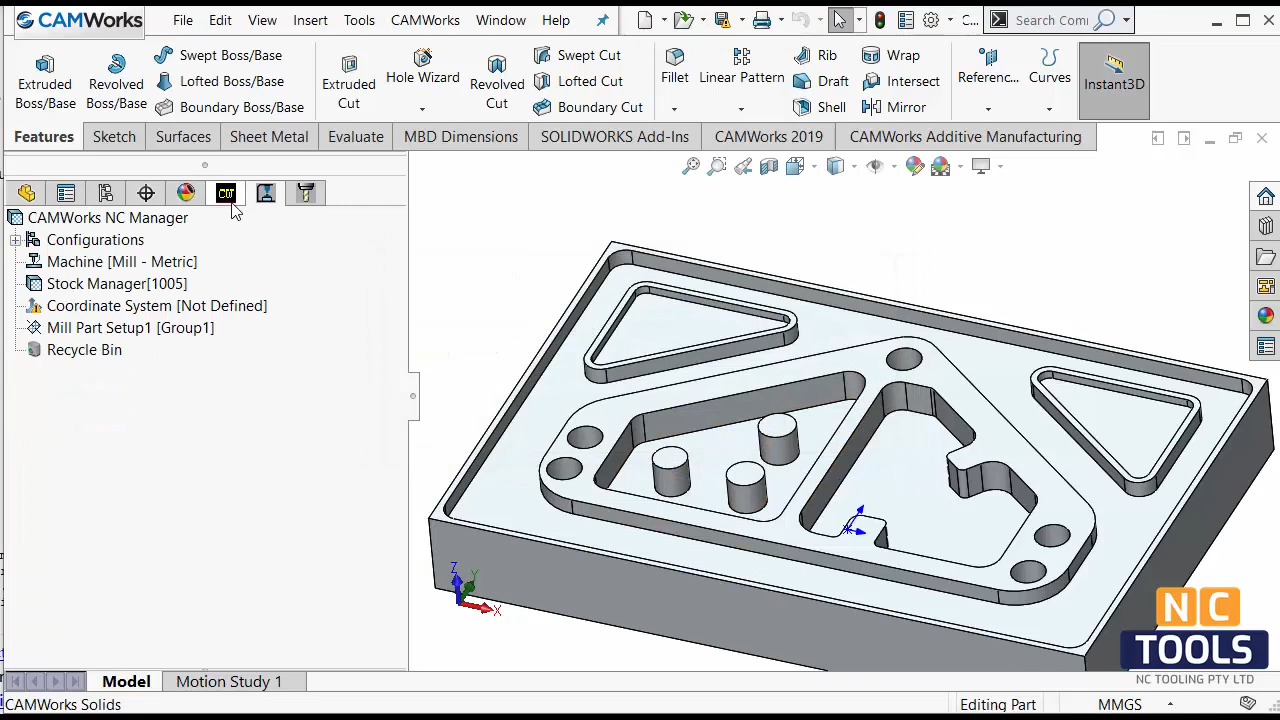 CAMWorks File Edit View Insert Tools CAMWorks Window Help C... Search Com
Extruded Boss/Base
Revolved Boss/Base
Swept Boss/Base
Lofted Boss/Base
Boundary Boss/Base
Extruded Cut
Hole Wizard
Revolved Cut
Swept Cut
Lofted Cut
Boundary Cut
Fillet
Linear Pattern
Rib
Draft
Shell
Wrap
Intersect
Mirror
Referenc...
Curves
Instant3D
Features Sketch Surfaces Sheet Metal Evaluate MBD Dimensions SOLIDWORKS Add-Ins CAMWorks 2019 CAMWorks Additive Manufacturing
CW
CAMWorks NC Manager
Configurations
Machine [Mill - Metric]
Stock Manager[1005]
Coordinate System [Not Defined]
Mill Part Setup1 [Group1]
Recycle Bin
Z
Y
X
NC
TOOLS
NC TOOLING PTY LTD
Model Motion Study 1
CAMWorks Solids Editing Part MMGS